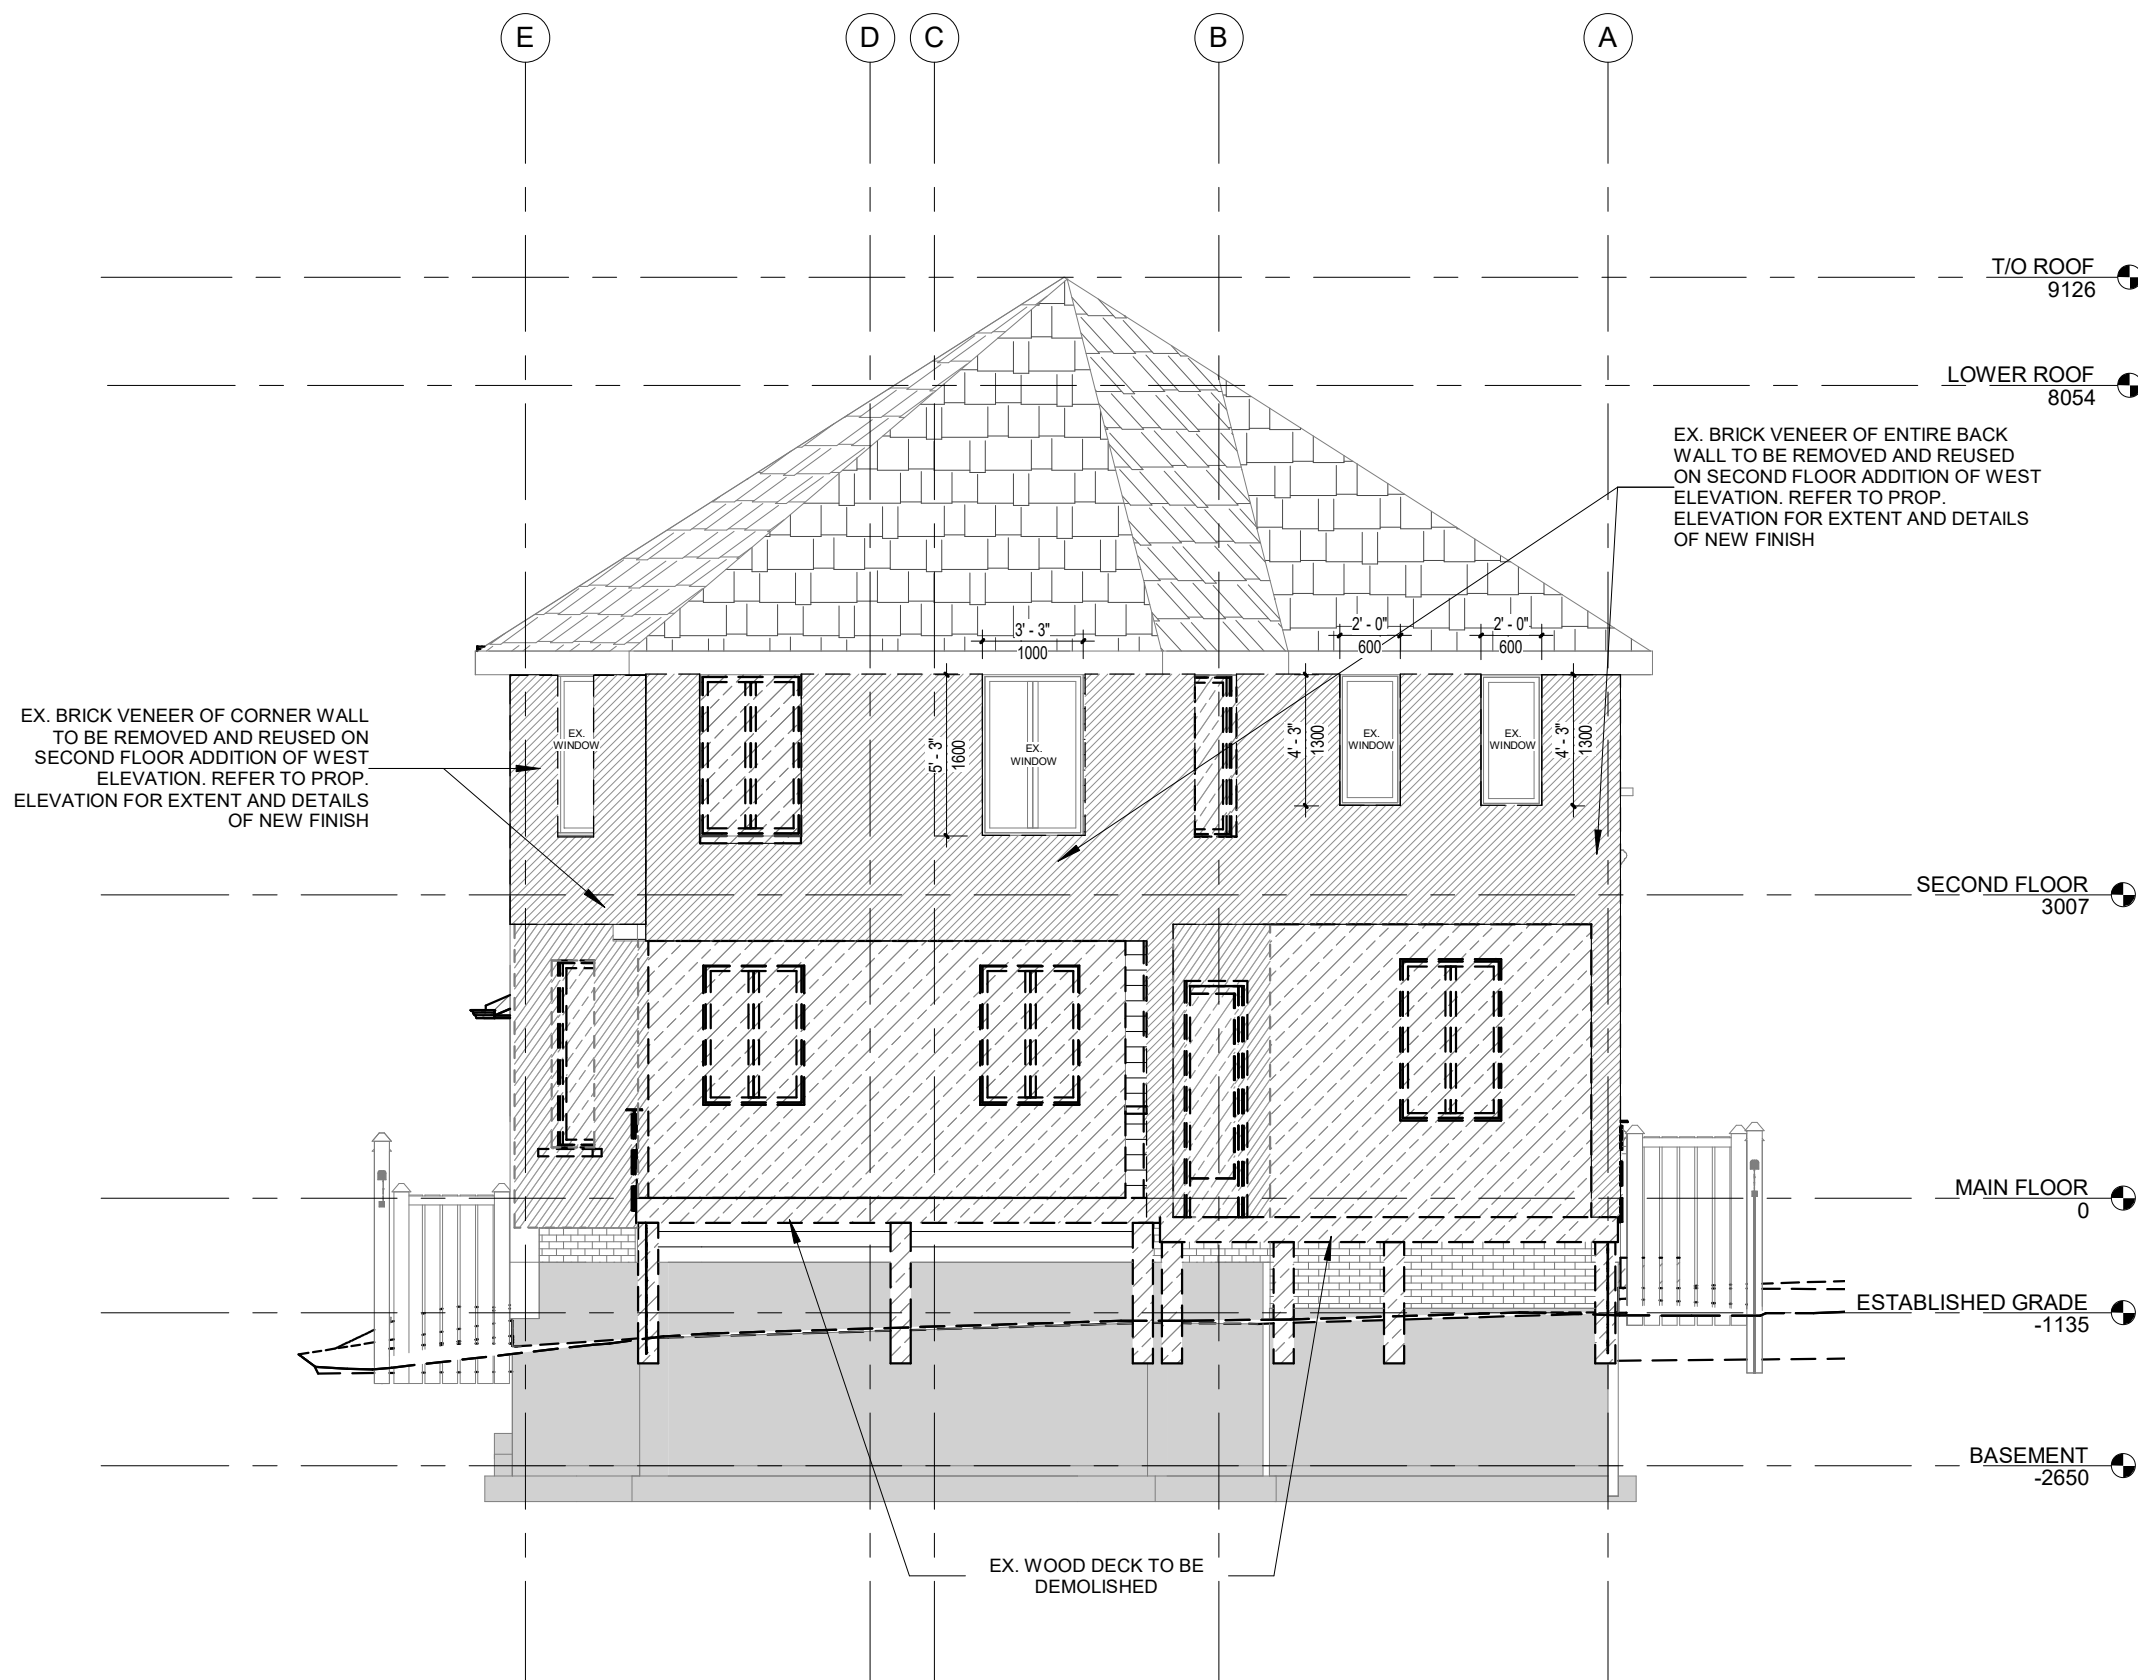 E
D
C
B
A
T/O ROOF
9126
LOWER ROOF
8054
EX. BRICK VENEER OF ENTIRE BACK
WALL TO BE REMOVED AND REUSED
ON SECOND FLOOR ADDITION OF WEST
ELEVATION. REFER TO PROP.
ELEVATION FOR EXTENT AND DETAILS
OF NEW FINISH
3' - 3"
1000
2' - 0"
600
2' - 0"
600
EX. BRICK VENEER OF CORNER WALL
TO BE REMOVED AND REUSED ON
SECOND FLOOR ADDITION OF WEST
ELEVATION. REFER TO PROP.
ELEVATION FOR EXTENT AND DETAILS
OF NEW FINISH
EX.
WINDOW
5' - 3"
1600
EX.
WINDOW
4' - 3"
1300
EX.
WINDOW
EX.
WINDOW
4' - 3"
1300
SECOND FLOOR
3007
MAIN FLOOR
0
ESTABLISHED GRADE
-1135
BASEMENT
-2650
EX. WOOD DECK TO BE
DEMOLISHED